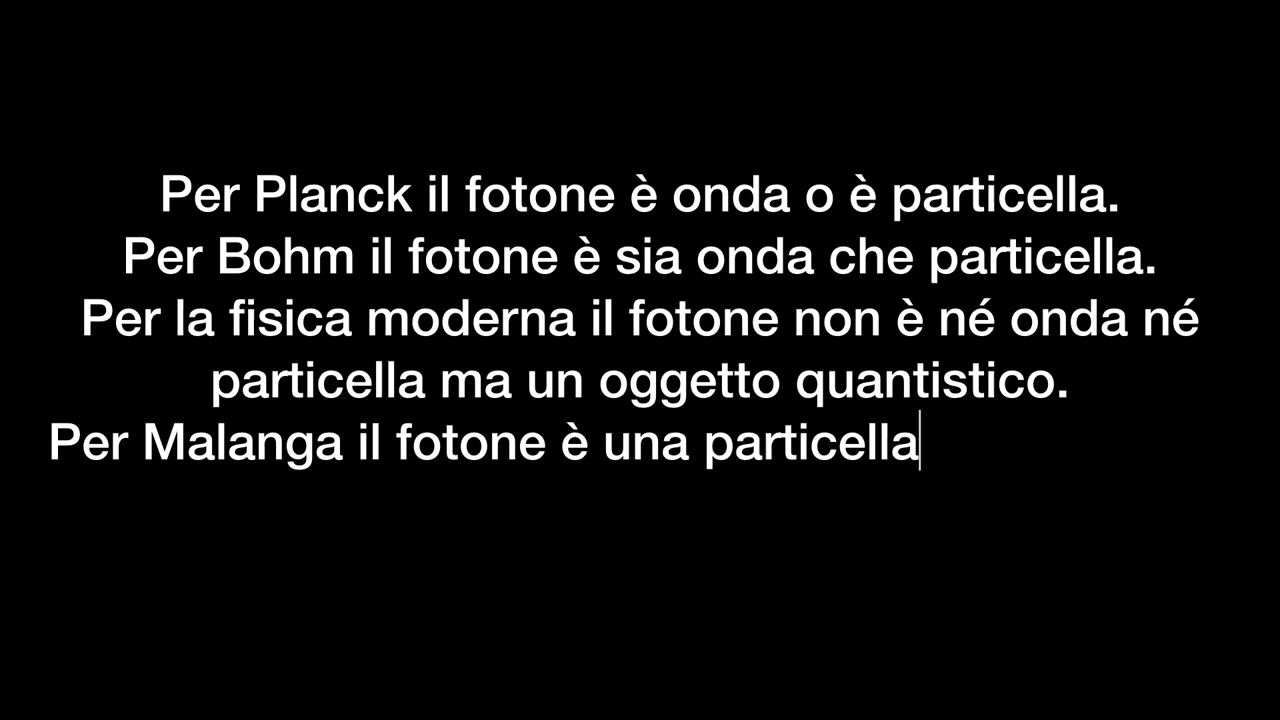 Per Planck il fotone è onda o è particella.
Per Bohm il fotone è sia onda che particella.
Per la fisica moderna il fotone non è né onda né
particella ma un oggetto quantistico.
Per Malanga il fotone è una particella